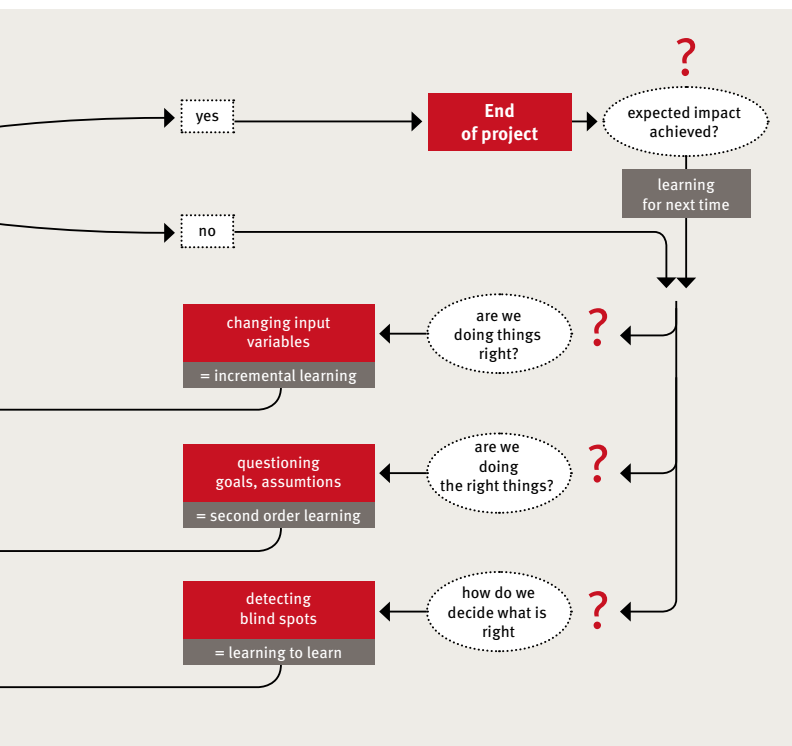 ?
yes
End
of project
expected impact
achieved?
learning
for next time
no
changing input
variables
= incremental learning
are we
doing things
right?
?
questioning
goals, assumtions
= second order learning
are we
doing
the right things?
?
detecting
blind spots
= learning to learn
how do we
decide what is
right
?